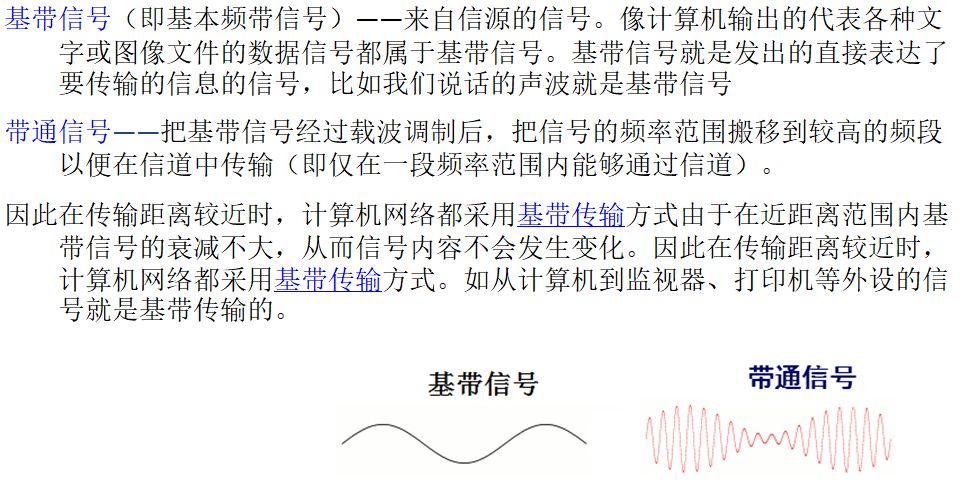 基带信号（即基本频带信号）——来自信源的信号。像计算机输出的代表各种文
字或图像文件的数据信号都属于基带信号。基带信号就是发出的直接表达了
要传输的信息的信号，比如我们说话的声波就是基带信号
带通信号——把基带信号经过载波调制后，把信号的频率范围搬移到较高的频段
以便在信道中传输（即仅在一段频率范围内能够通过信道）。
因此在传输距离较近时，计算机网络都采用基带传输方式由于在近距离范围内基
带信号的衰减不大，从而信号内容不会发生变化。因此在传输距离较近时，
计算机网络都采用基带传输方式。如从计算机到监视器、打印机等外设的信
号就是基带传输的。
基带信号
带通信号